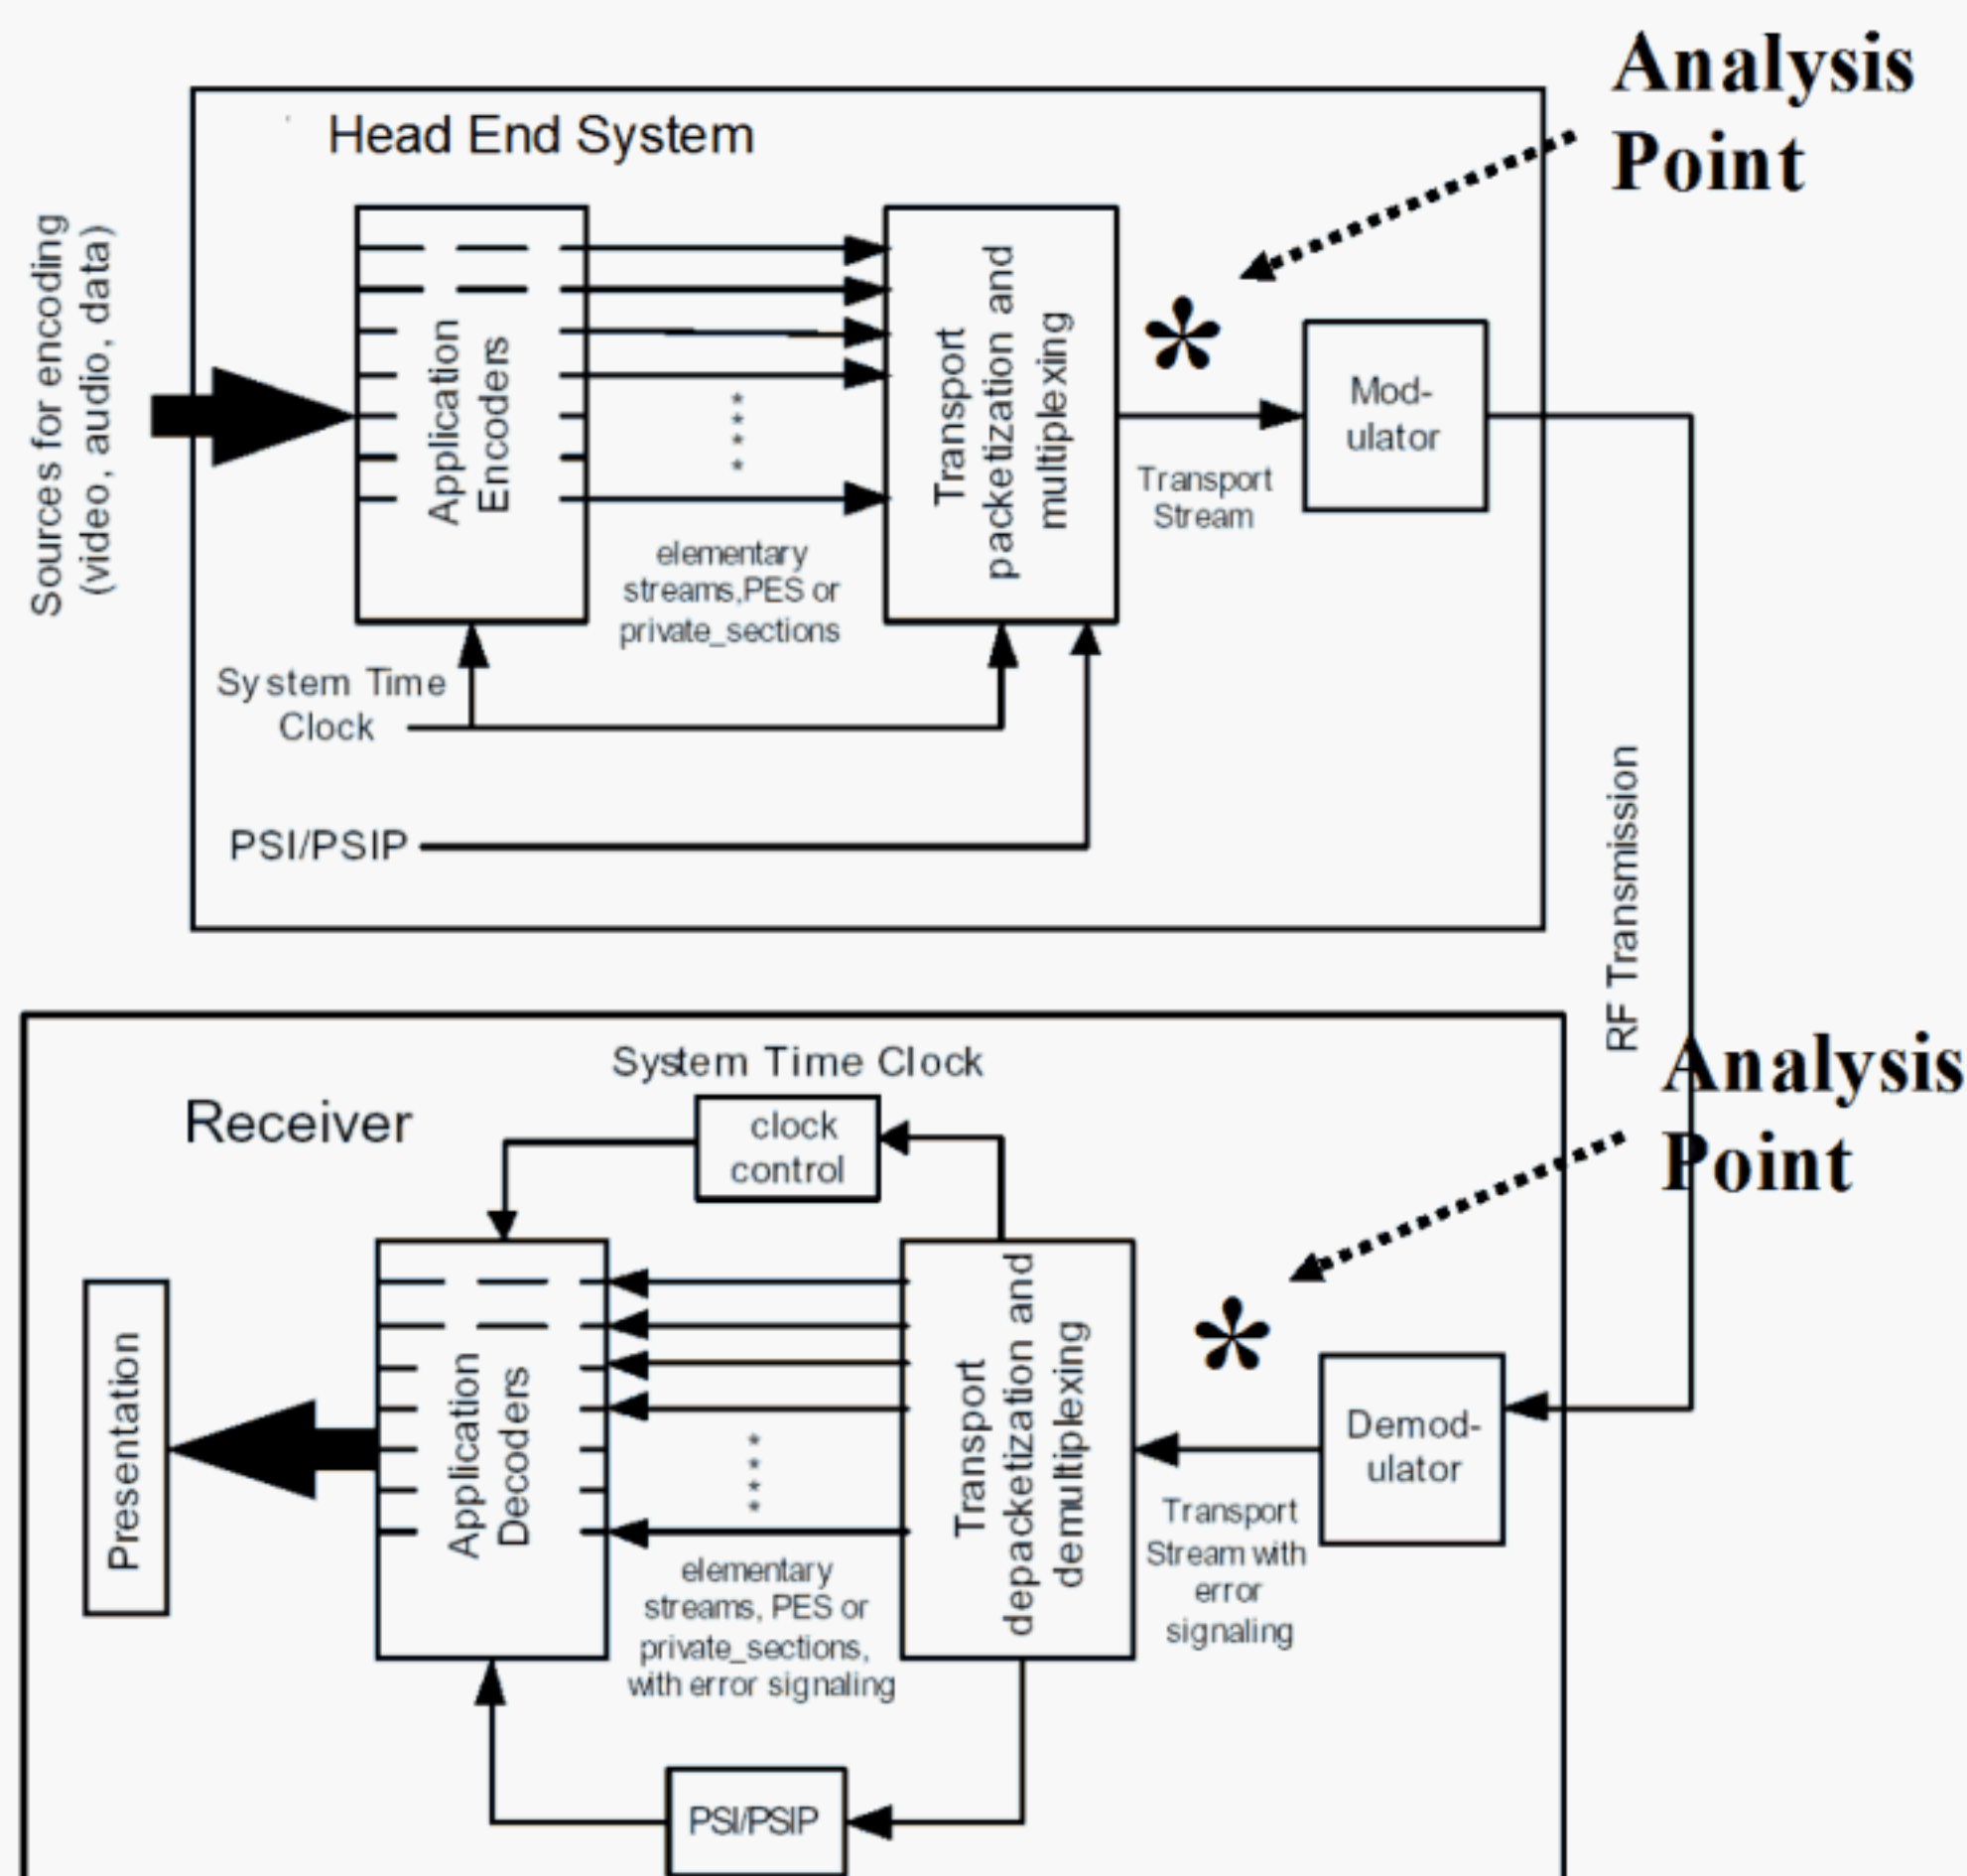 Analysis
Point
Head End System
Sources for encoding
(video, audio, data)
Application
Encoders
Transport
packetization and
multiplexing
*
Mod-
ulator
Transport
Stream
*
*
*
*
elementary
streams,PES or
private_sections
System Time
Clock
PSI/PSIP
RF Transmission
Analysis
Point
System Time Clock
Receiver
clock
control
Presentation
Application
Decoders
Transport
depacketization and
demultiplexing
*
Demod-
ulator
Transport
Stream with
error
signaling
*
*
*
*
elementary
streams, PES or
private_sections,
with error signaling
PSI/PSIP